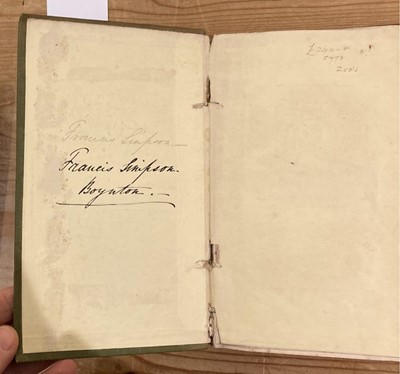 Francis Simpson —
Francis Simpson.
Boynton. —